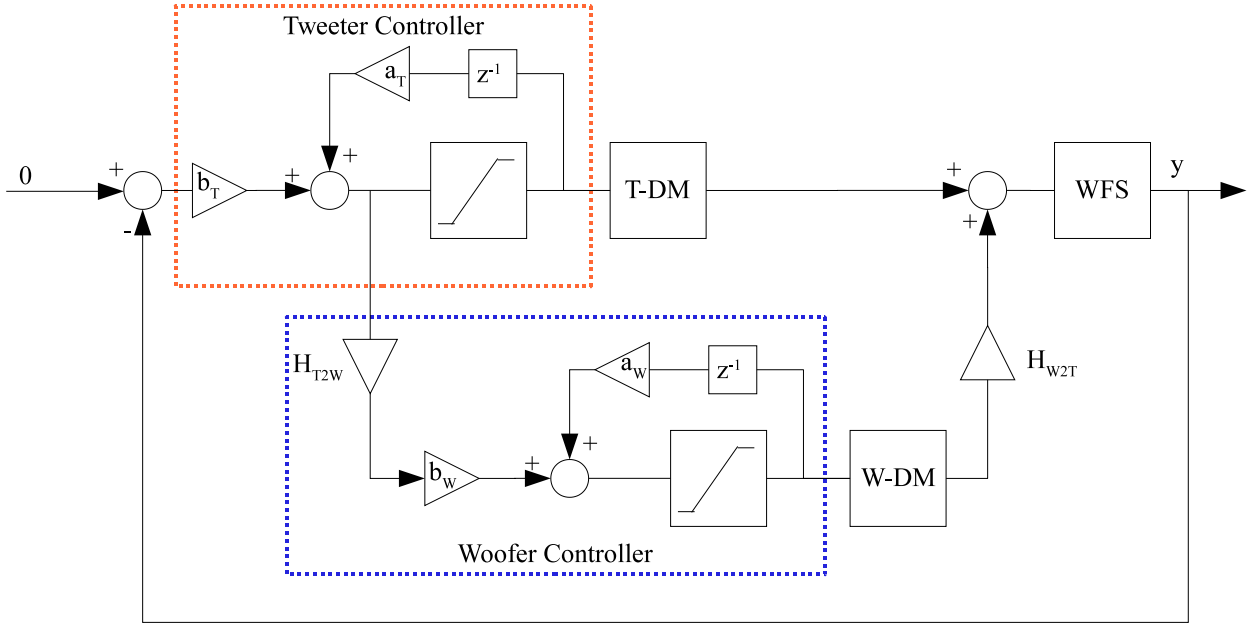 Tweeter Controller
a_T
z^-1
0
+
-
b_T
+
+
T-DM
+
+
WFS
y
H_T2W
a_W
z^-1
H_W2T
b_W
+
+
W-DM
Woofer Controller